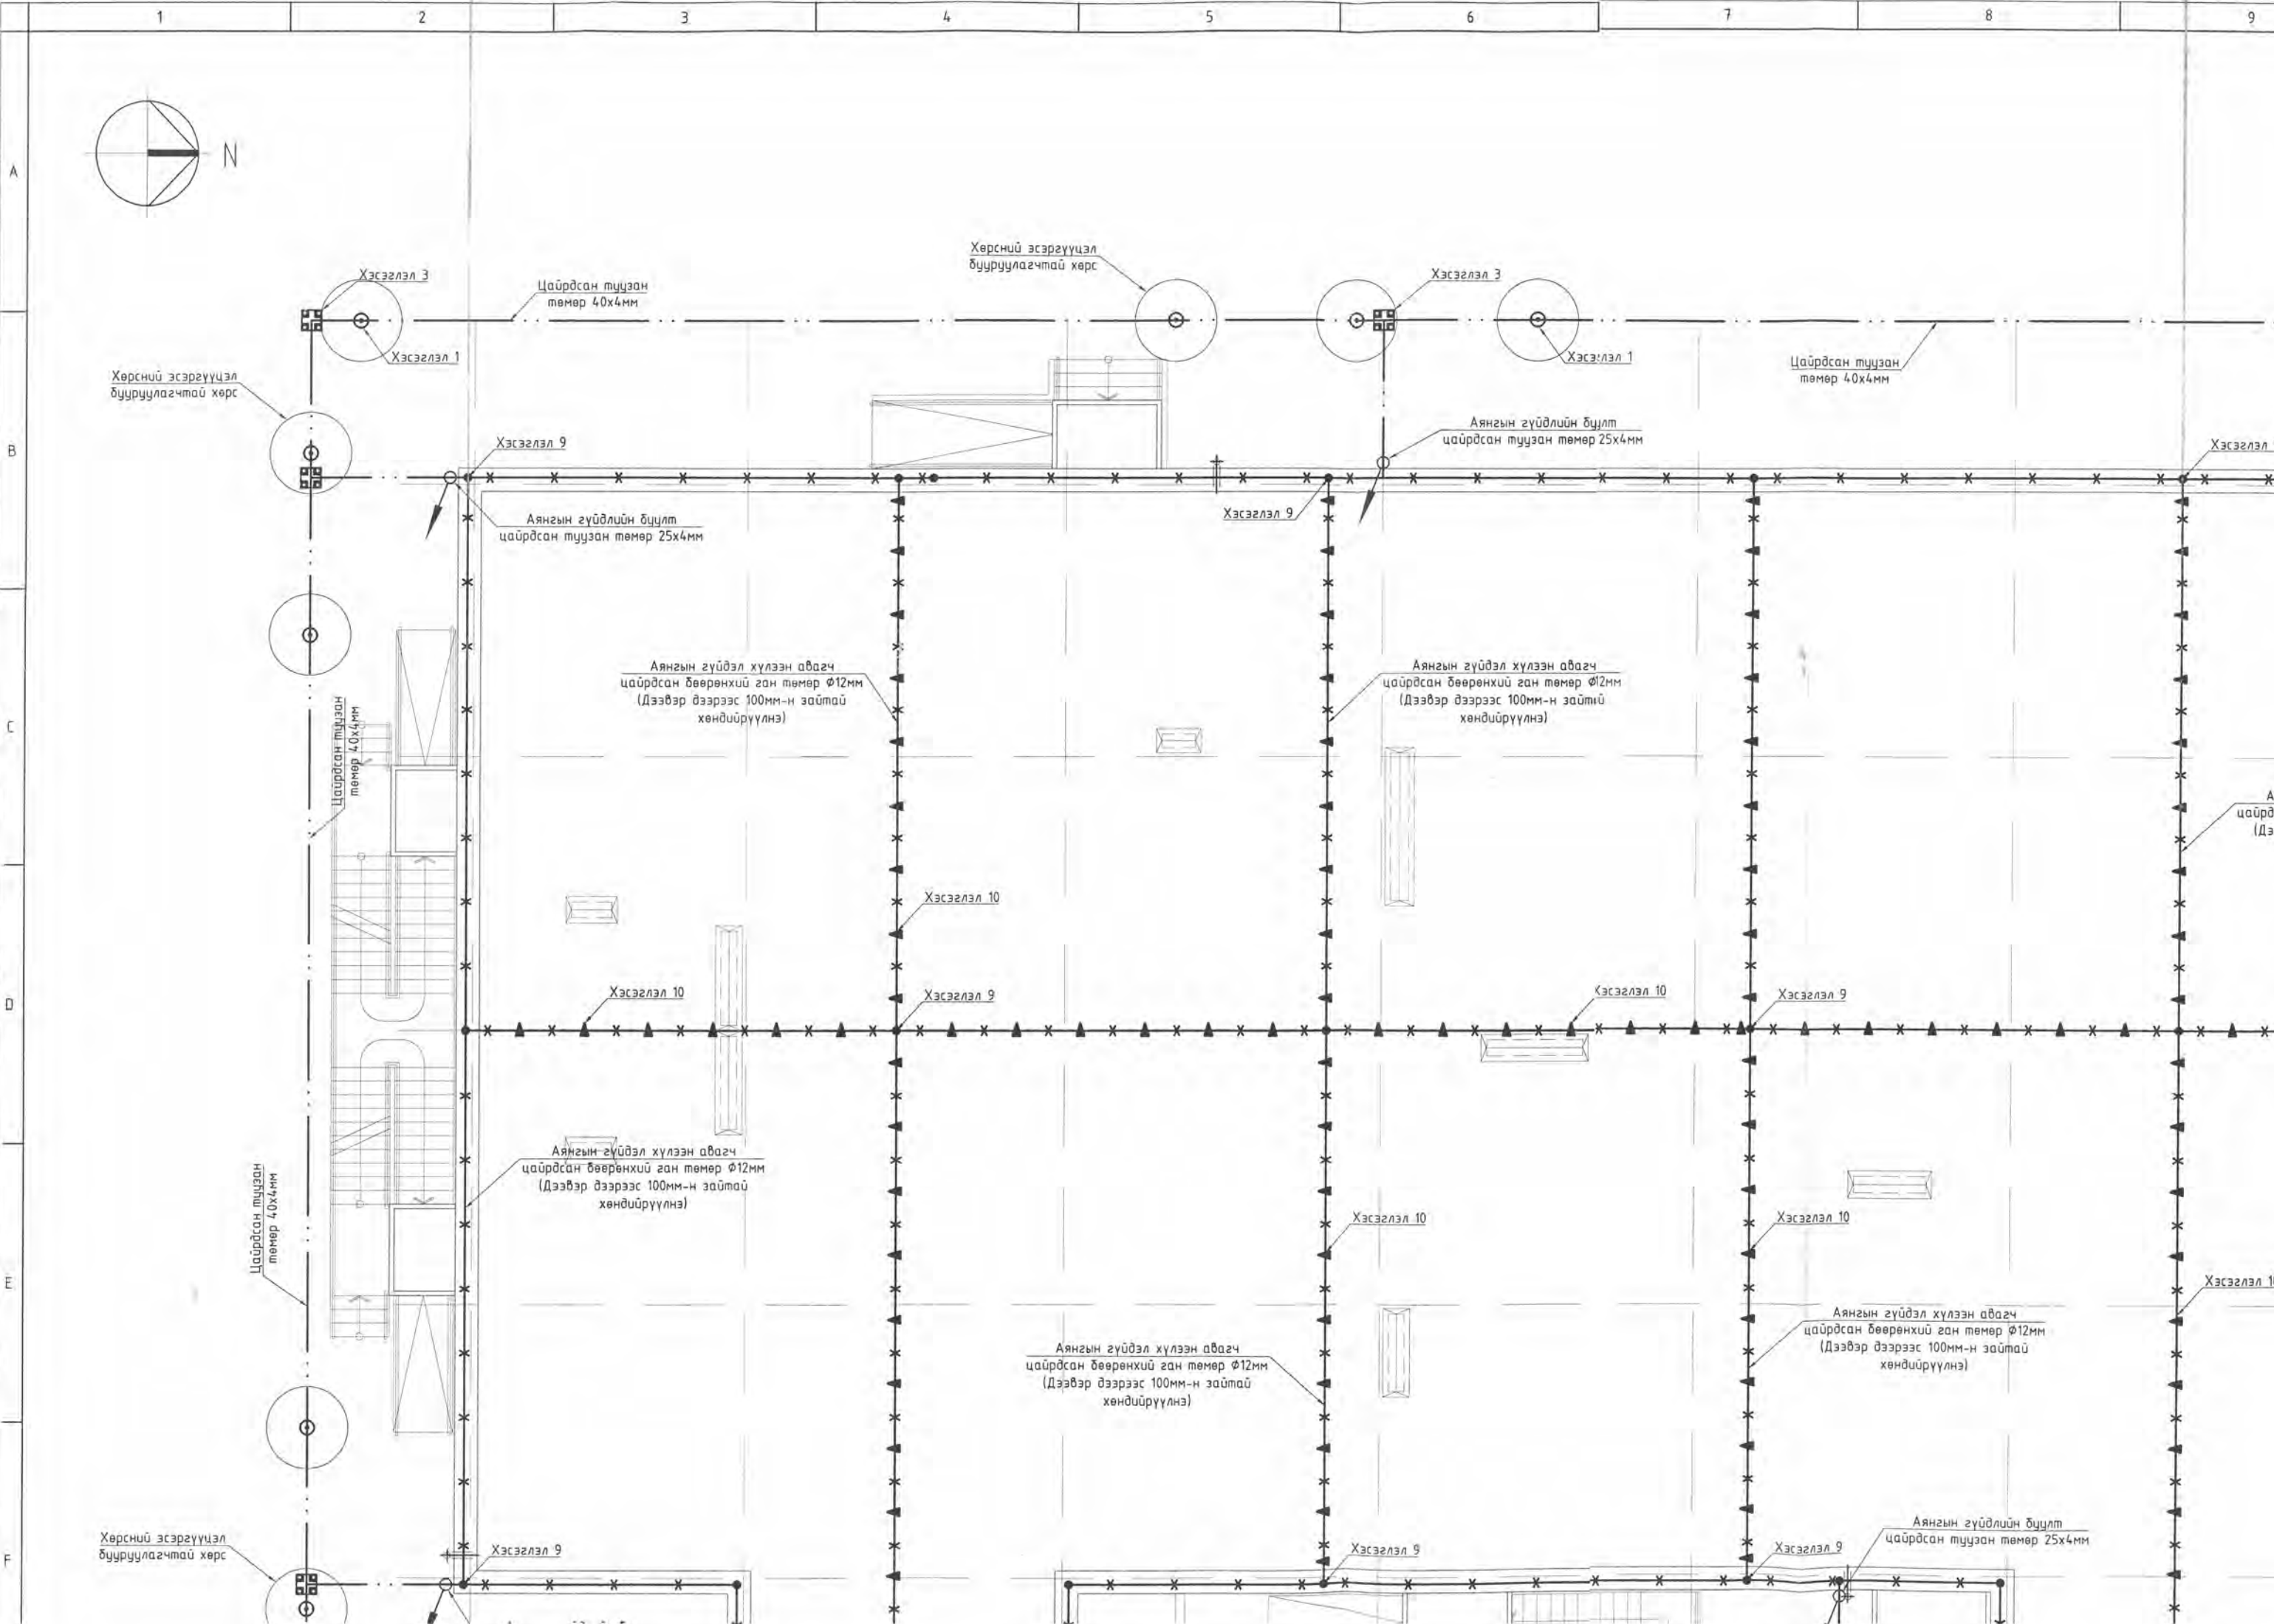 1 2 3 4 5 6 7 8 9
A
N
Хөрсний эсэргүүцэл
бууруулагчтай хөрс
Хэсэглэл 3
Цайрдсан туузан
төмөр 40х4мм
Хэсэглэл 3
Хэсэглэл 1
Хэсэглэл 1
Цайрдсан туузан
төмөр 40х4мм
Хөрсний эсэргүүцэл
бууруулагчтай хөрс
B
Хэсэглэл 9
Аянгын гүйдлийн буулт
цайрдсан туузан төмөр 25х4мм
Хэсэглэл
Хэсэглэл 9
Аянгын гүйдлийн буулт
цайрдсан туузан төмөр 25х4мм
Аянгын гүйдэл хүлээн авагч
цайрдсан бөөрөнхий ган төмөр Ф12мм
(Дээвэр дээрээс 100мм-н зайтай
хөндийрүүлнэ)
Аянгын гүйдэл хүлээн авагч
цайрдсан бөөрөнхий ган төмөр Ф12мм
(Дээвэр дээрээс 100мм-н зайтай
хөндийрүүлнэ)
C
Цайрдсан туузан
төмөр 40х4мм
А
цайрд
(Дэ
Хэсэглэл 10
D
Хэсэглэл 10
Хэсэглэл 9
Хэсэглэл 10
Хэсэглэл 9
Аянгын гүйдэл хүлээн авагч
цайрдсан бөөрөнхий ган төмөр Ф12мм
(Дээвэр дээрээс 100мм-н зайтай
хөндийрүүлнэ)
Цайрдсан туузан
төмөр 40х4мм
Хэсэглэл 10
Хэсэглэл 10
E
Хэсэглэл 1
Аянгын гүйдэл хүлээн авагч
цайрдсан бөөрөнхий ган төмөр Ф12мм
(Дээвэр дээрээс 100мм-н зайтай
хөндийрүүлнэ)
Аянгын гүйдэл хүлээн авагч
цайрдсан бөөрөнхий ган төмөр Ф12мм
(Дээвэр дээрээс 100мм-н зайтай
хөндийрүүлнэ)
F
Хөрсний эсэргүүцэл
бууруулагчтай хөрс
Хэсэглэл 9
Хэсэглэл 9
Хэсэглэл 9
Аянгын гүйдлийн буулт
цайрдсан туузан төмөр 25х4мм